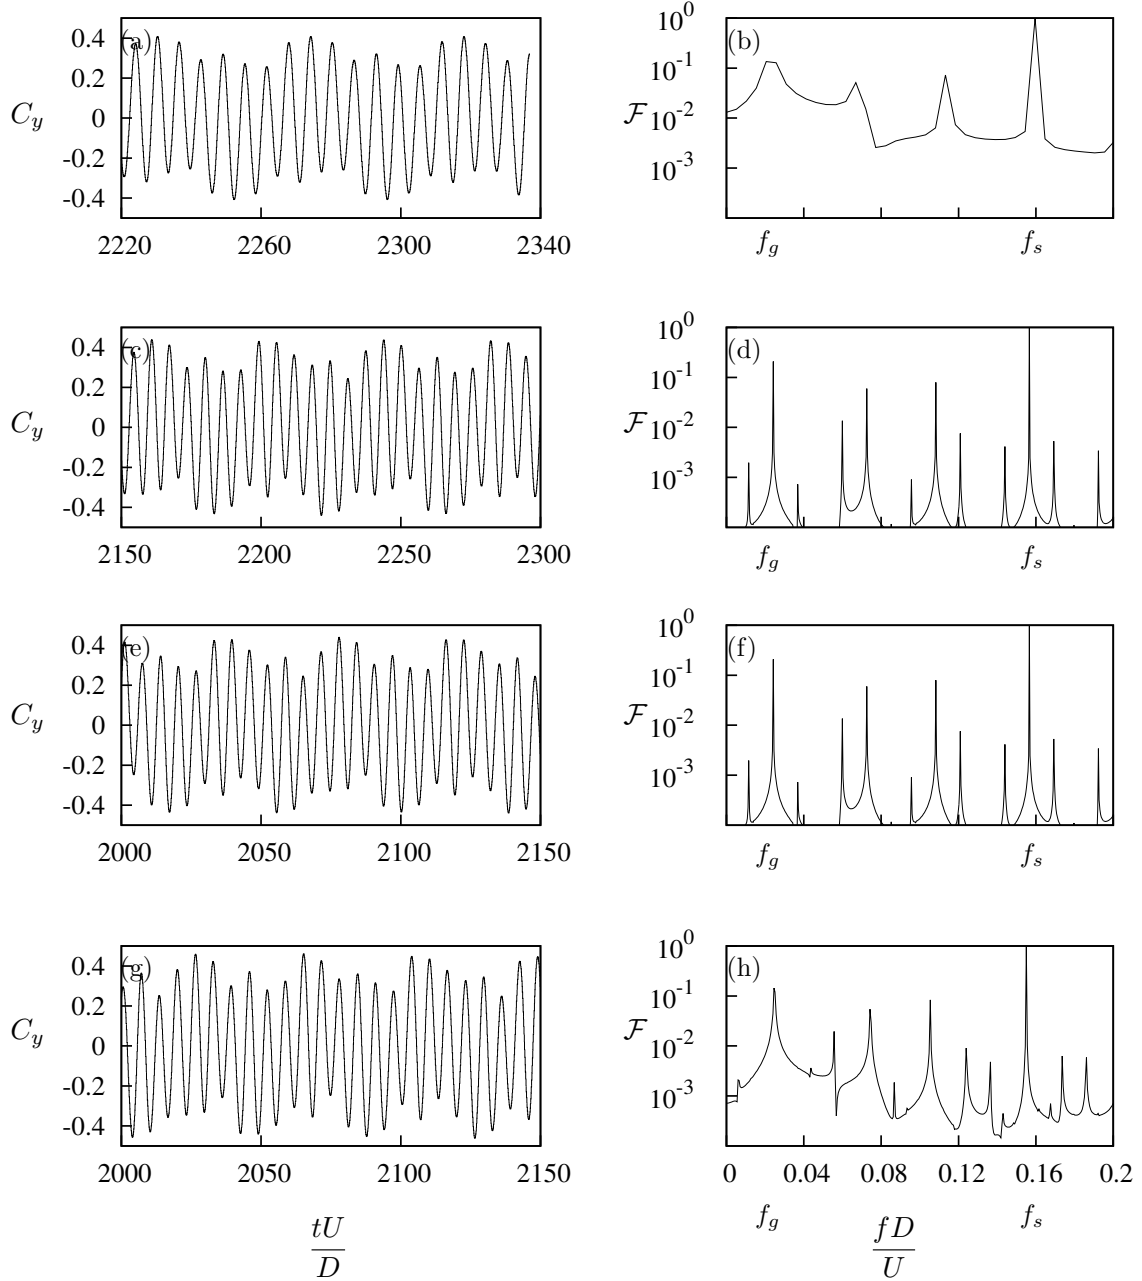 (a)
0.4
0.2
C_y 0
-0.2
-0.4
2220 2260 2300 2340
(b)
10^0
10^-1
F 10^-2
10^-3
f_g f_s
(c)
0.4
0.2
C_y 0
-0.2
-0.4
2150 2200 2250 2300
(d)
10^0
10^-1
F 10^-2
10^-3
f_g f_s
(e)
0.4
0.2
C_y 0
-0.2
-0.4
2000 2050 2100 2150
(f)
10^0
10^-1
F 10^-2
10^-3
f_g f_s
(g)
0.4
0.2
C_y 0
-0.2
-0.4
2000 2050 2100 2150
tU
D
(h)
10^0
10^-1
F 10^-2
10^-3
0 0.04 0.08 0.12 0.16 0.2
f_g f_s
fD
U